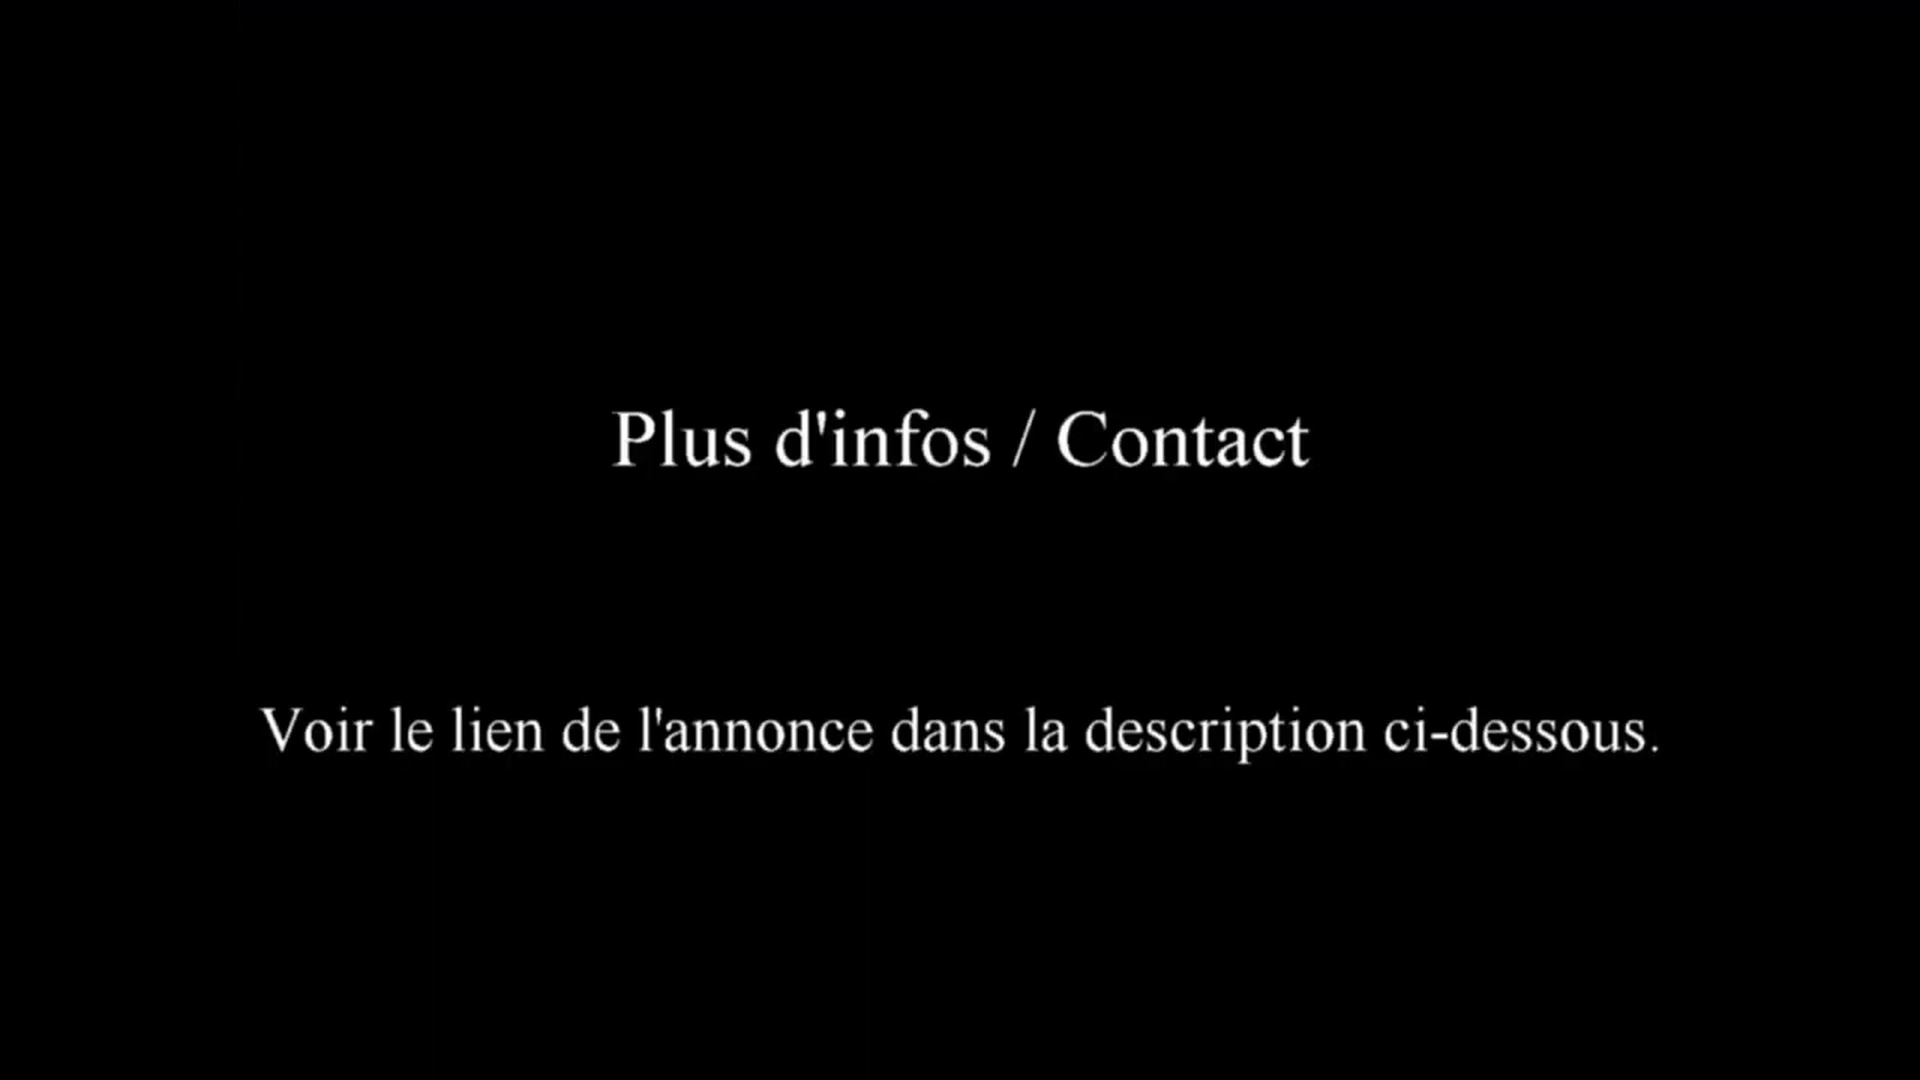 Plus d'infos / Contact
Voir le lien de l'annonce dans la description ci-dessous.